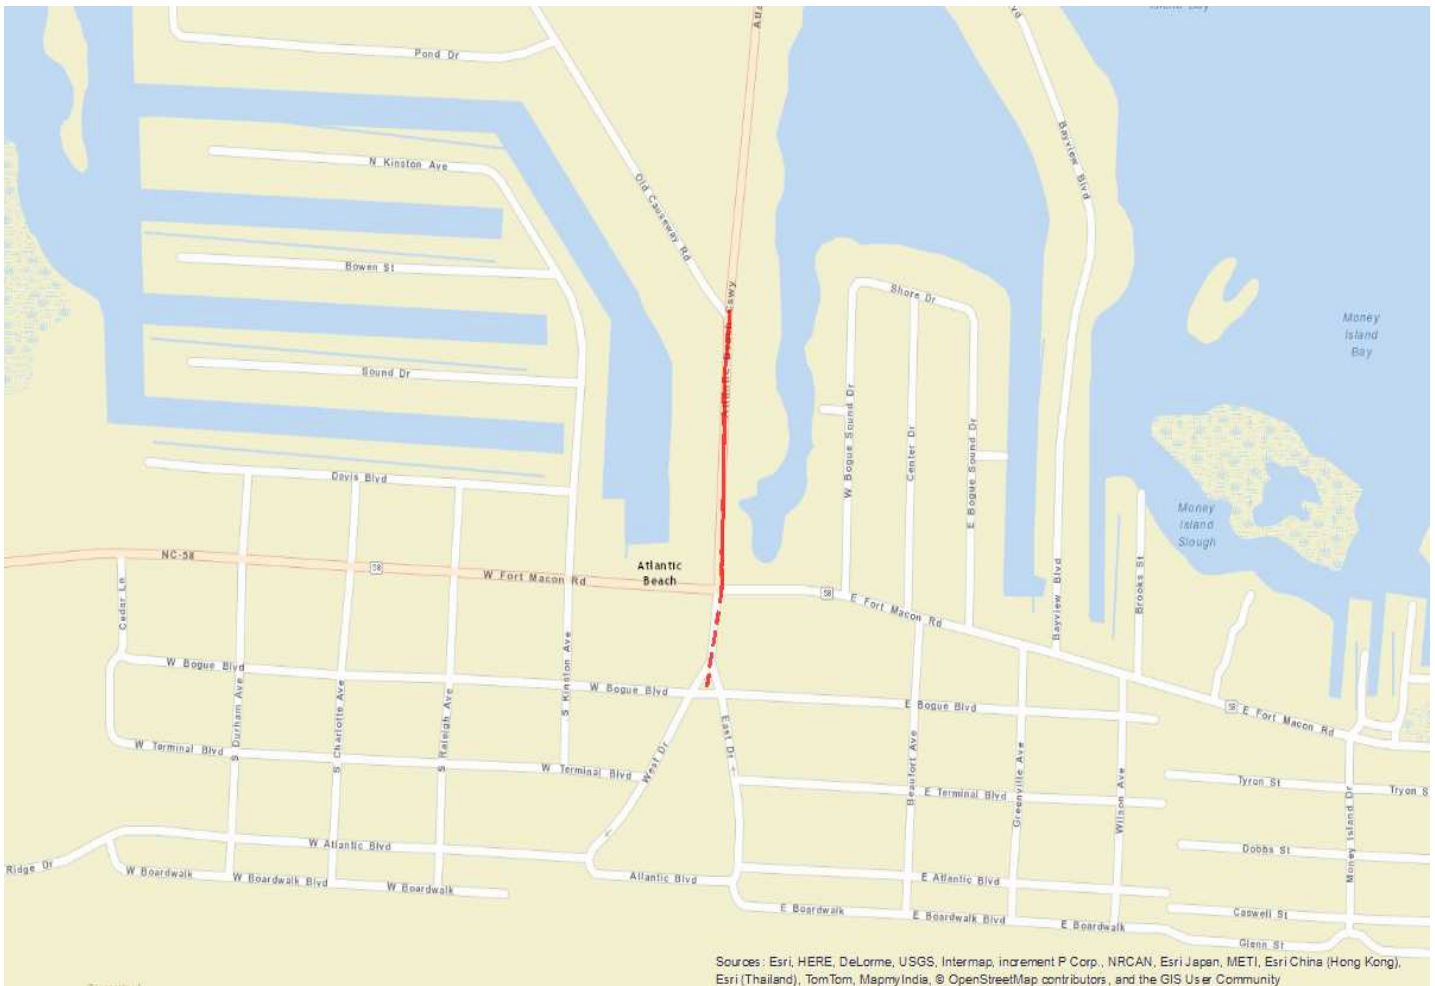 Island Bay
Pond Dr
Bayview Blvd
N Kinston Ave
Old Causeway Rd
Bowen St
Shore Dr
Cswy
Money
Island
Bay
Sound Dr
W Bogue Sound Dr
Center Dr
E Bogue Sound Dr
Davis Blvd
Money
Island
Slough
NC-58
58
W Fort Macon Rd
Atlantic
Beach
58
E Fort Macon Rd
Bayview Blvd
Brooks St
Cedar Ln
W Bogue Blvd
S Durham Ave
S Charlotte Ave
S Raleigh Ave
S Kinston Ave
W Bogue Blvd
E Bogue Blvd
58
E Fort Macon Rd
W Terminal Blvd
W Terminal Blvd
West Dr
East Dr
Beaufort Ave
Greenville Ave
Wilson Ave
E Terminal Blvd
Tyron St
Tryon S
Money Island Dr
W Atlantic Blvd
Dobbs St
Ridge Dr
W Boardwalk
W Boardwalk Blvd
W Boardwalk
Atlantic Blvd
E Atlantic Blvd
E Boardwalk
E Boardwalk Blvd
E Boardwalk
Caswell St
Glenn St
Sources: Esri, HERE, DeLorme, USGS, Intermap, increment P Corp., NRCAN, Esri Japan, METI, Esri China (Hong Kong),
Esri (Thailand), TomTom, MapmyIndia, © OpenStreetMap contributors, and the GIS User Community